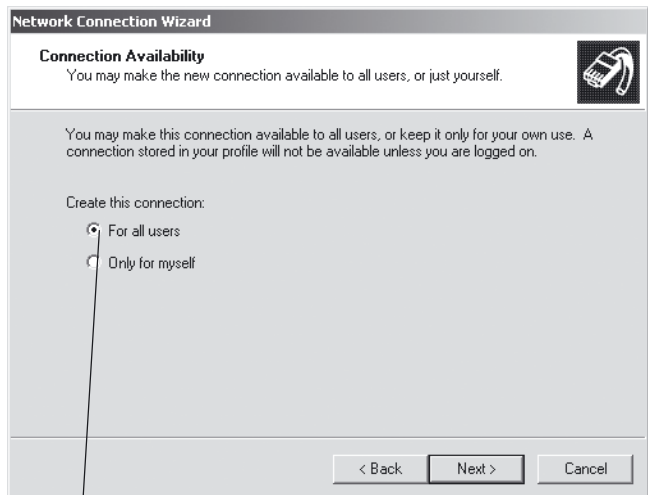 Network Connection Wizard
Connection Availability
You may make the new connection available to all users, or just yourself.
You may make this connection available to all users, or keep it only for your own use. A
connection stored in your profile will not be available unless you are logged on.
Create this connection:
For all users
Only for myself
< Back Next > Cancel